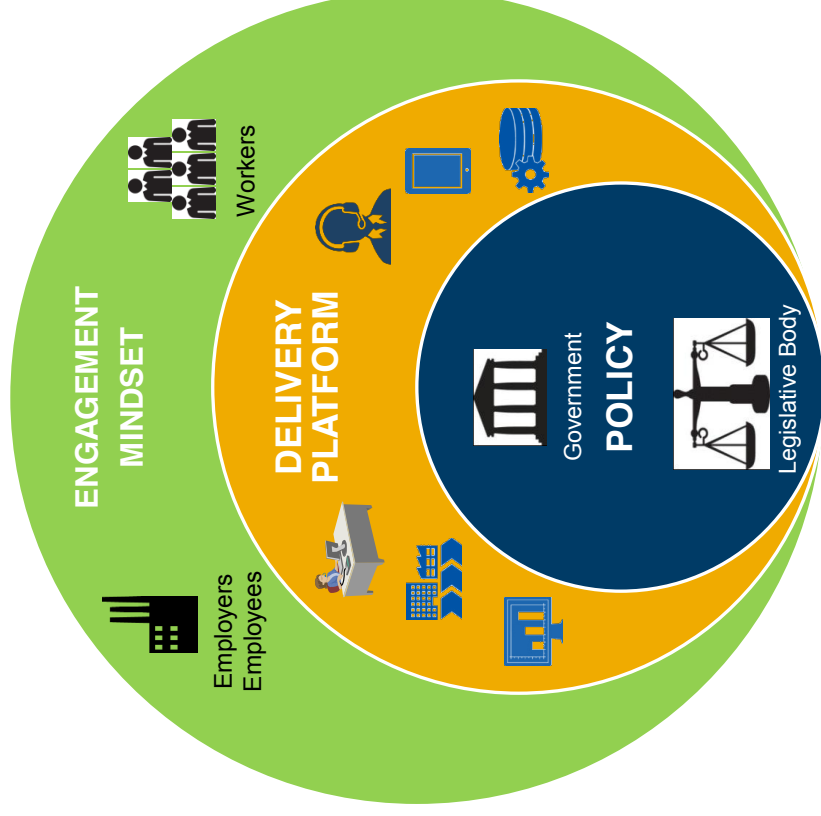 ENGAGEMENT
MINDSET
Employers
Employees
Workers
DELIVERY
PLATFORM
Government
POLICY
Legislative Body